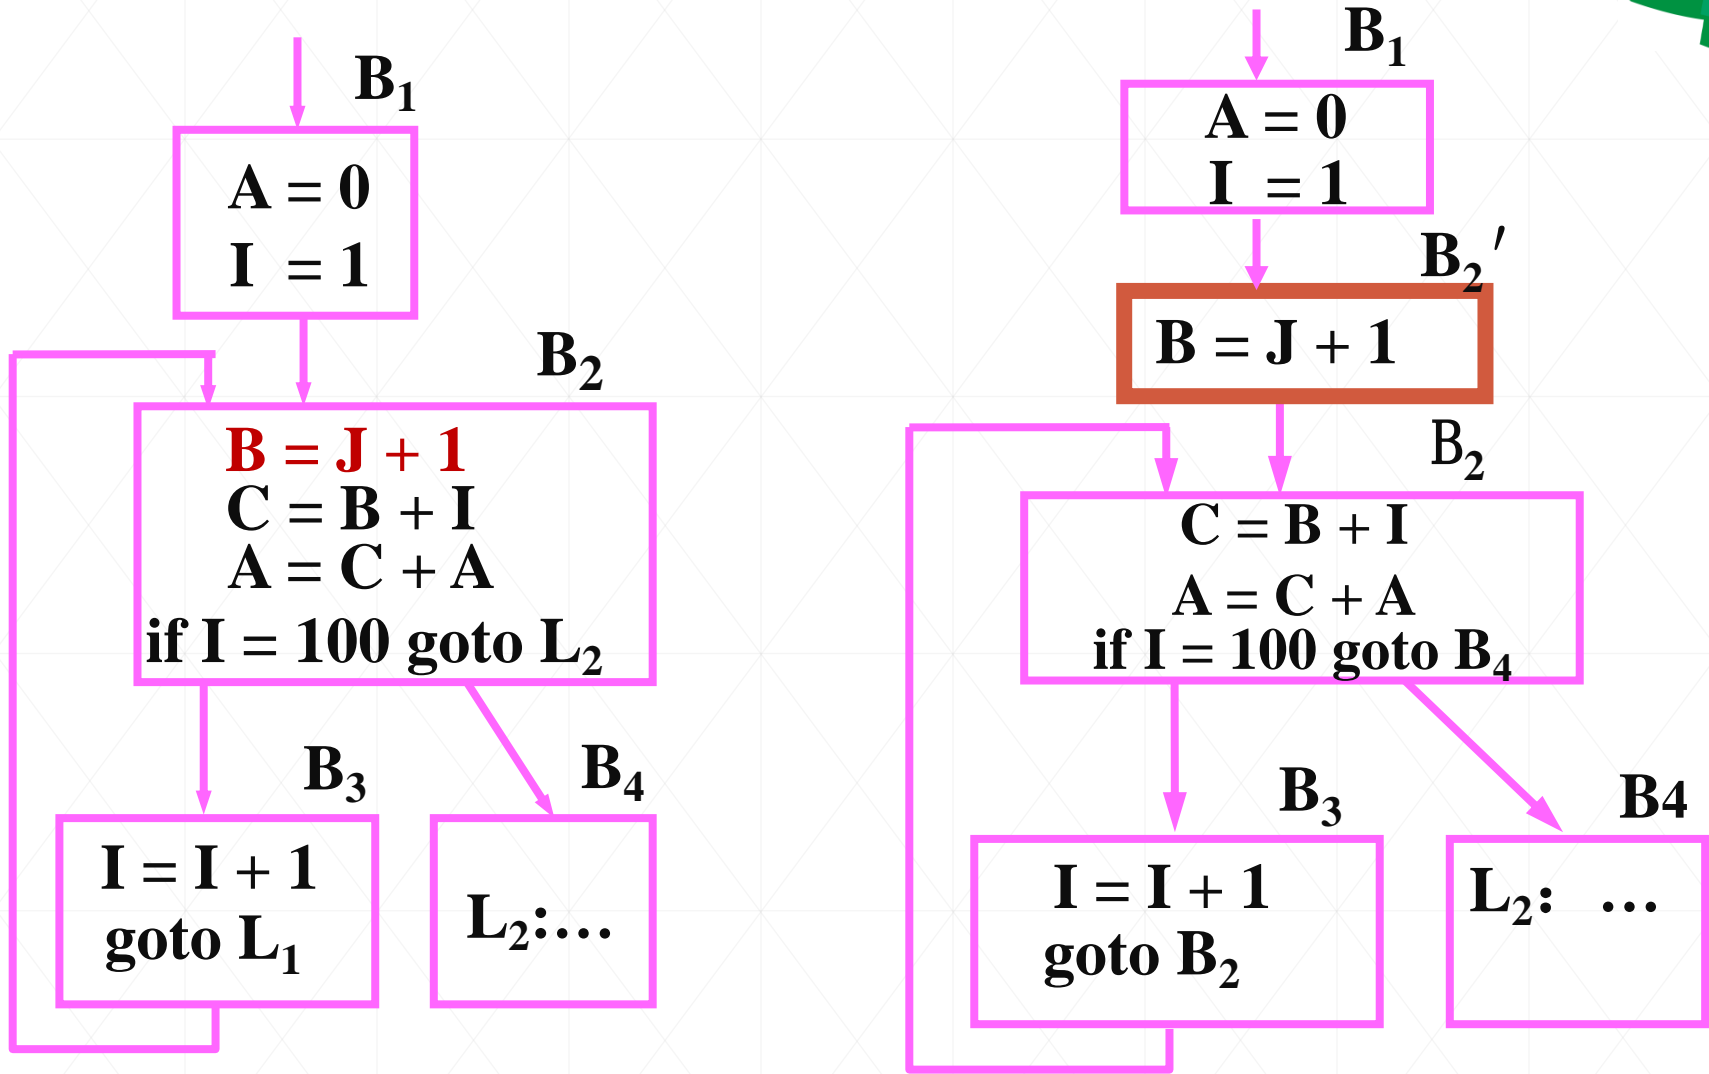 B₁
A = 0
I = 1
B₂
B = J + 1
C = B + I
A = C + A
if I = 100 goto L₂
B₃
I = I + 1
goto L₁
B₄
L₂:…
B₁
A = 0
I = 1
B₂′
B = J + 1
B₂
C = B + I
A = C + A
if I = 100 goto B₄
B₃
I = I + 1
goto B₂
B4
L₂： …